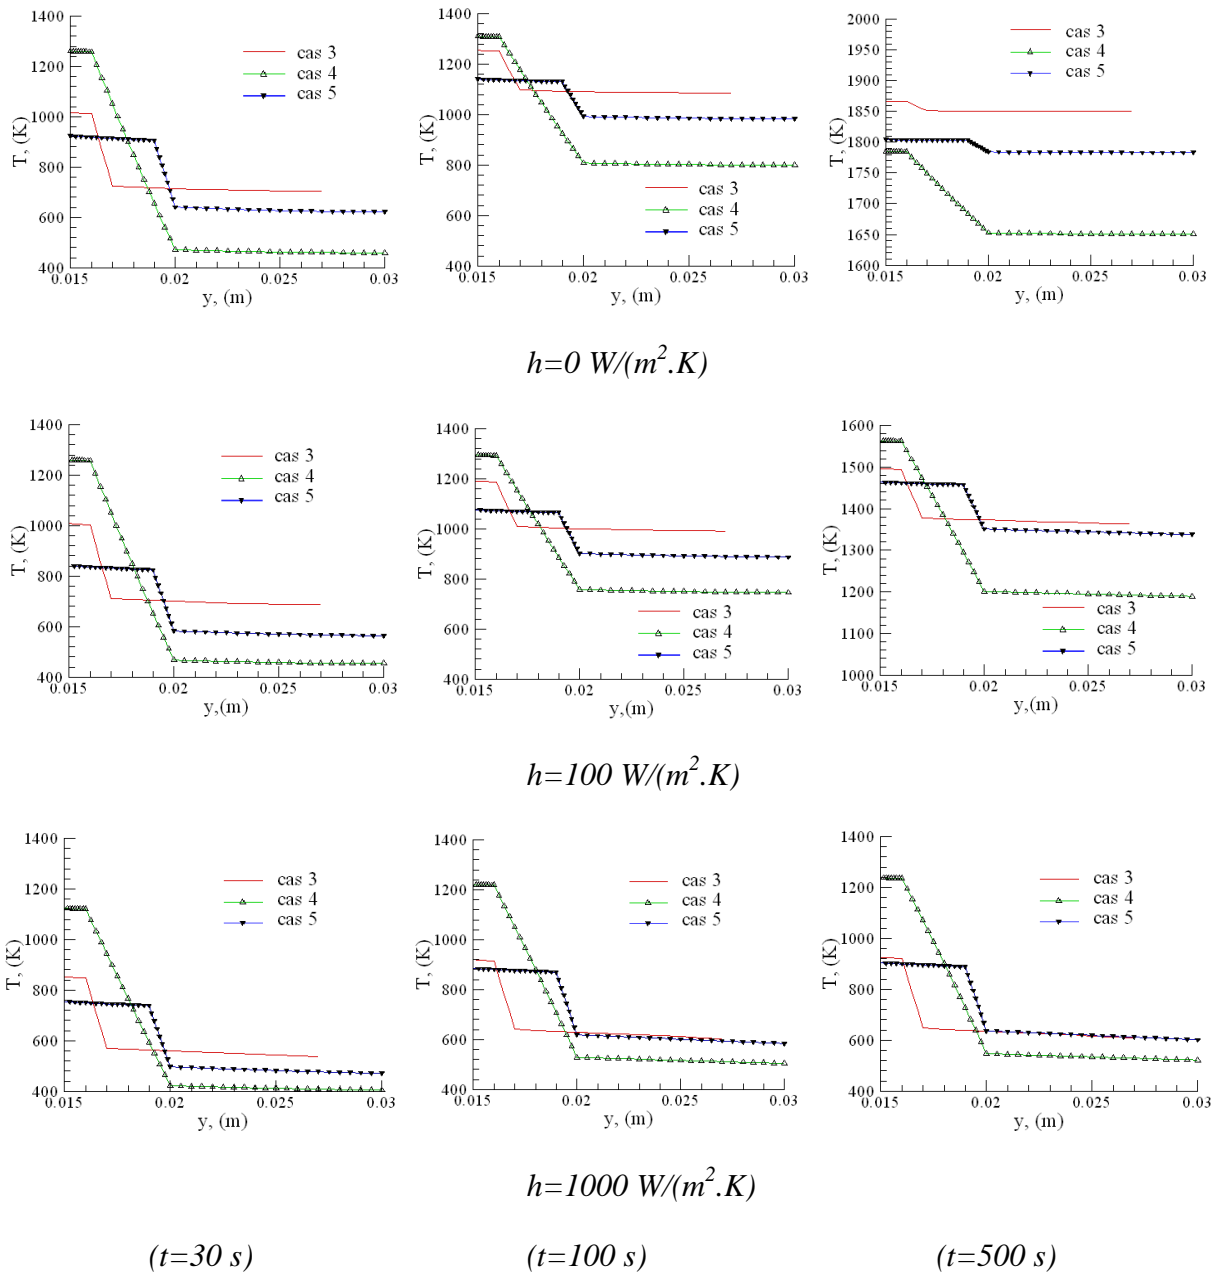 1400
1200
1000
800
600
400
T, (K)
0.015 0.02 0.025 0.03
y, (m)
cas 3
cas 4
cas 5
1400
1200
1000
800
600
400
T, (K)
0.015 0.02 0.025 0.03
y, (m)
cas 3
cas 4
cas 5
2000
1950
1900
1850
1800
1750
1650
1600
T, (K)
0.015 0.02 0.025 0.03
y, (m)
cas 3
cas 4
cas 5
h=0 W/(m².K)
1400
1200
1000
800
600
400
T, (K)
0.015 0.02 0.025 0.03
y,(m)
cas 3
cas 4
cas 5
1400
1200
1000
800
600
400
T, (K)
0.015 0.02 0.025 0.03
y,(m)
cas 3
cas 4
cas 5
1600
1500
1400
1300
1200
1100
1000
T, (K)
0.015 0.02 0.025 0.03
y,(m)
cas 3
cas 4
cas 5
h=100 W/(m².K)
1400
1200
1000
800
600
400
T, (K)
0.015 0.02 0.025 0.03
y, (m)
cas 3
cas 4
cas 5
1400
1200
1000
800
600
400
T, (K)
0.015 0.02 0.025 0.03
y, (m)
cas 3
cas 4
cas 5
1400
1200
1000
800
600
400
T, (K)
0.015 0.02 0.025 0.03
y, (m)
cas 3
cas 4
cas 5
h=1000 W/(m².K)
(t=30 s) (t=100 s) (t=500 s)